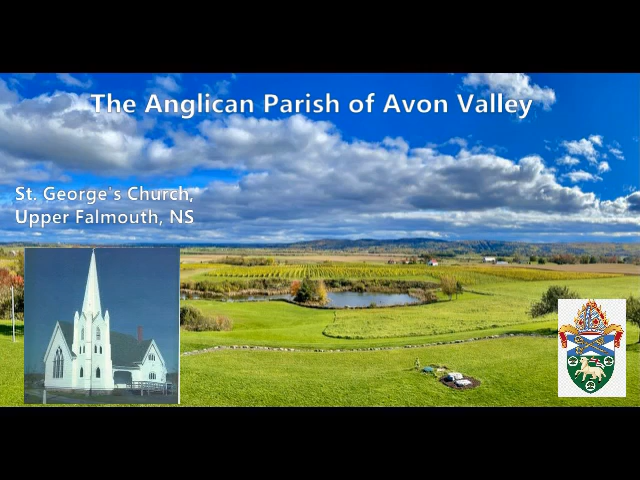 The Anglican Parish of Avon Valley
St. George's Church,
Upper Falmouth, NS